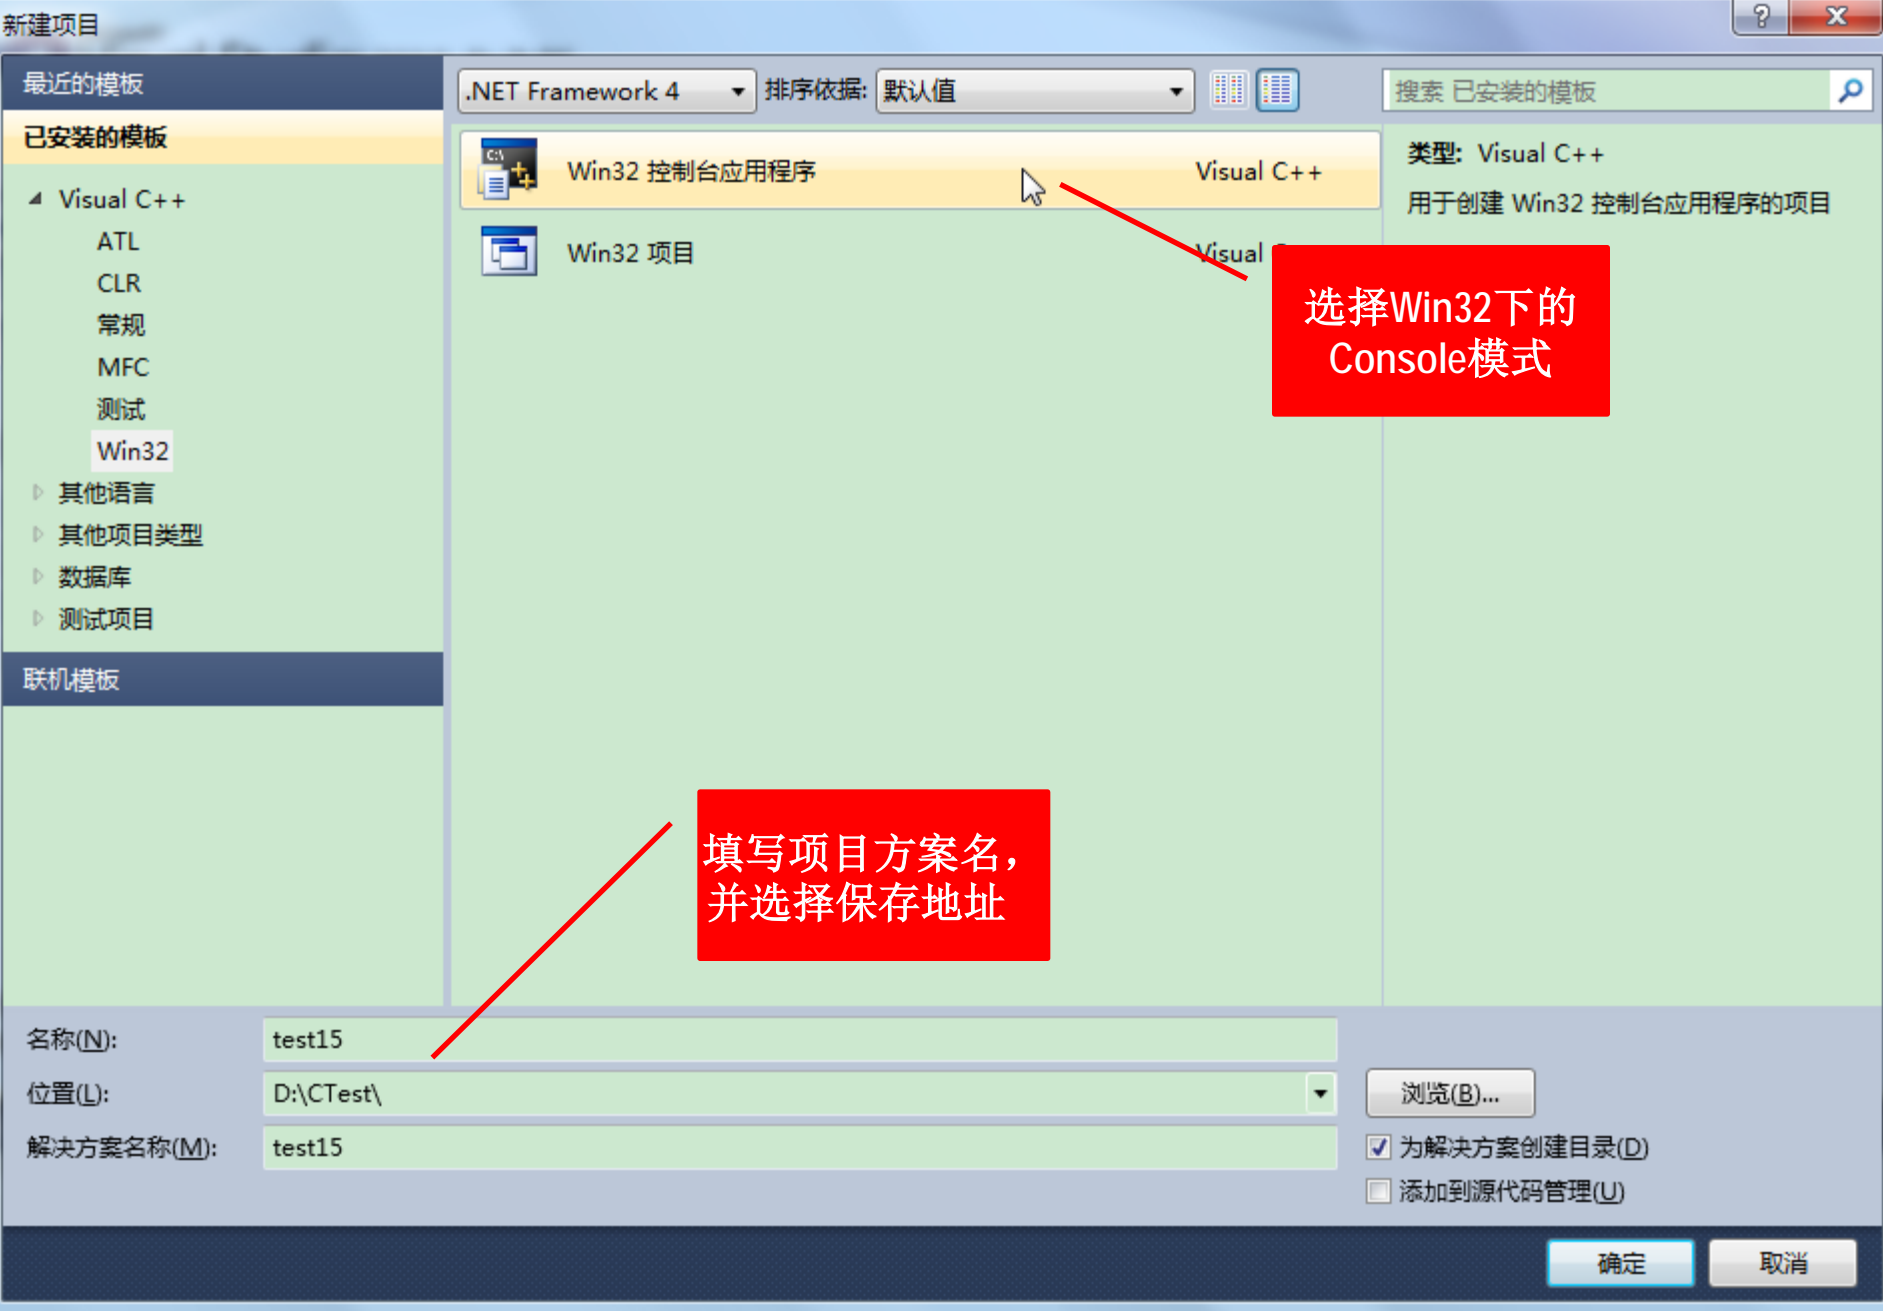 新建项目
最近的模板
已安装的模板
Visual C++
ATL
CLR
常规
MFC
测试
Win32
其他语言
其他项目类型
数据库
测试项目
联机模板
.NET Framework 4
排序依据:
默认值
搜索 已安装的模板
Win32 控制台应用程序
Visual C++
Win32 项目
Visual
类型: Visual C++
用于创建 Win32 控制台应用程序的项目
选择Win32下的
Console模式
填写项目方案名，
并选择保存地址
名称(N):
test15
位置(L):
D:\CTest\
浏览(B)...
解决方案名称(M):
test15
为解决方案创建目录(D)
添加到源代码管理(U)
确定
取消